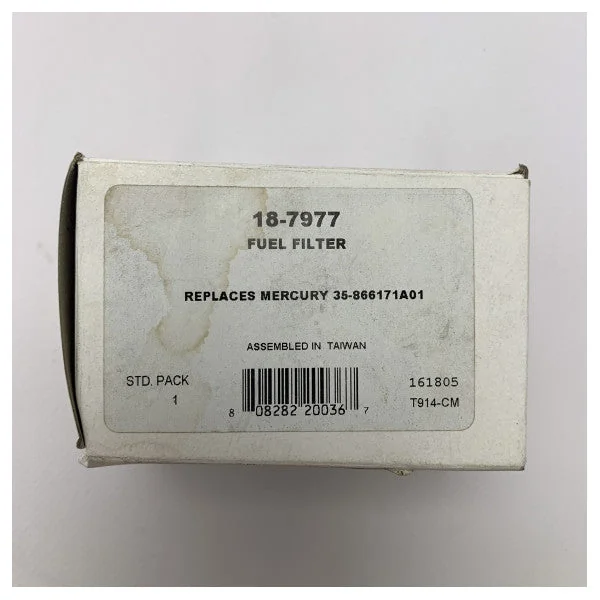 18-7977
FUEL FILTER
REPLACES MERCURY 35-866171A01
ASSEMBLED IN TAIWAN
STD. PACK
1
8 08282 20036 7
161805
T914-CM